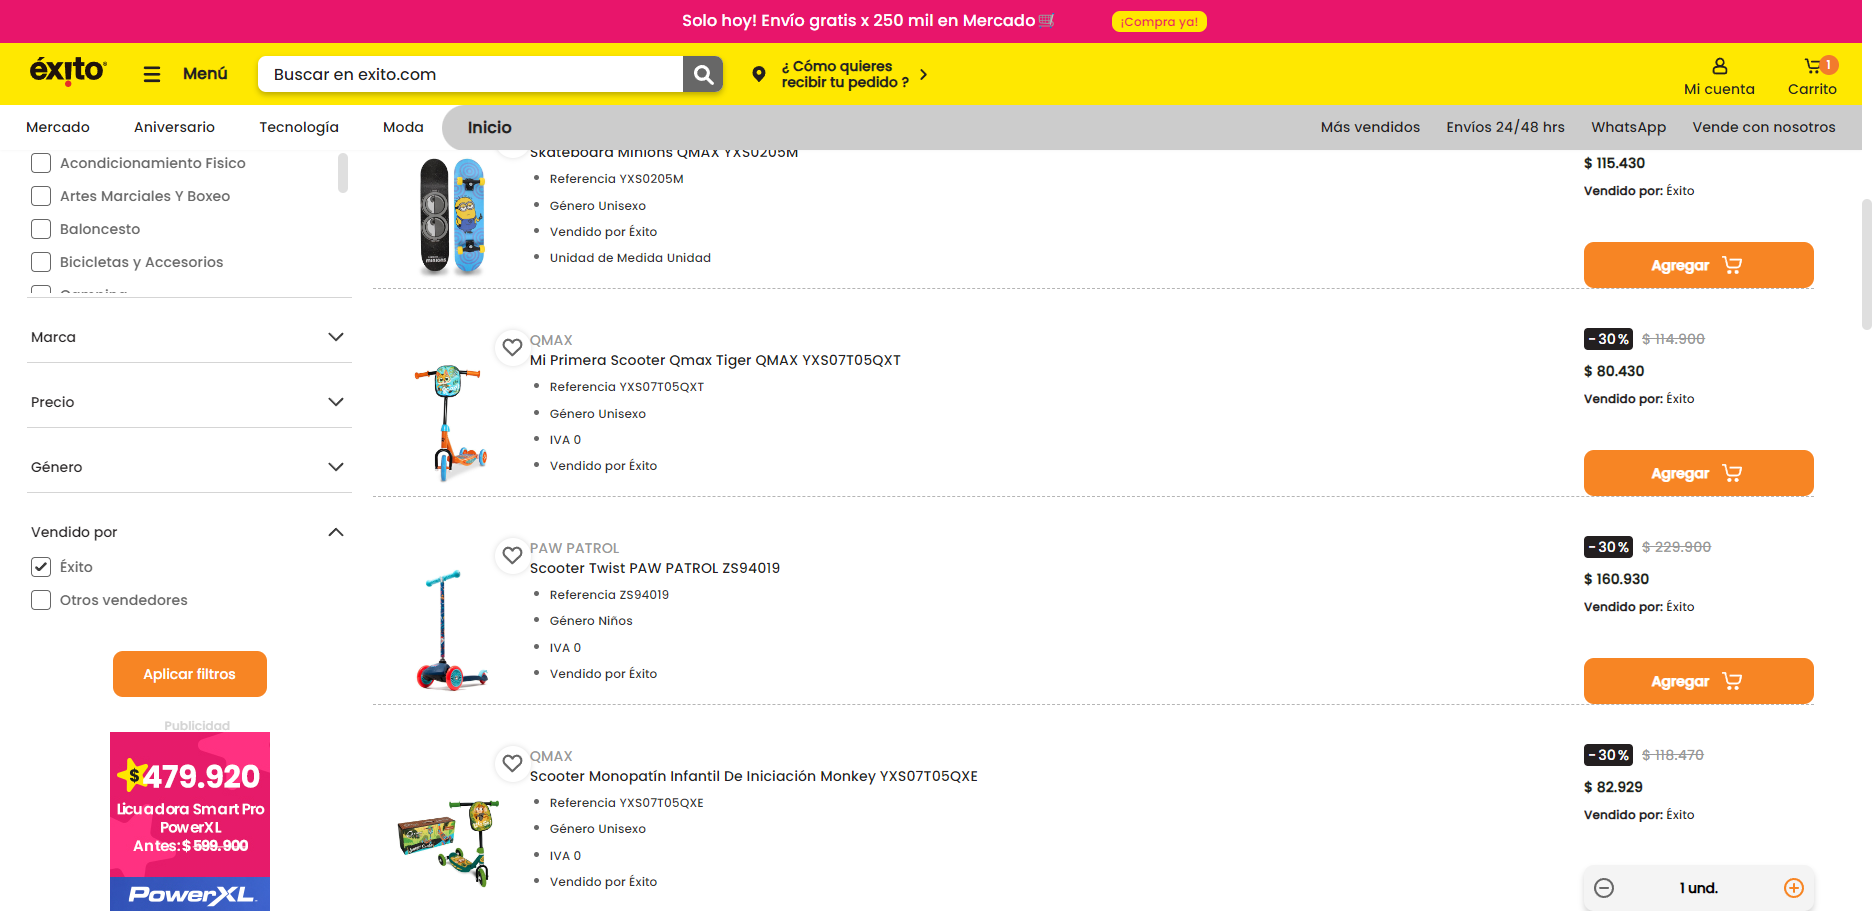 Solo hoy! Envío gratis x 250 mil en Mercado
¡Compra ya!
éxito
Menú
Buscar en exito.com
¿ Cómo quieres
recibir tu pedido ?
Mi cuenta
1
Carrito
Mercado
Aniversario
Tecnología
Moda
Inicio
Más vendidos
Envíos 24/48 hrs
WhatsApp
Vende con nosotros
Acondicionamiento Fisico
Artes Marciales Y Boxeo
Baloncesto
Bicicletas y Accesorios
Camping
Marca
Precio
Género
Vendido por
Éxito
Otros vendedores
Aplicar filtros
Publicidad
$479.920
Licuadora Smart Pro
PowerXL
Antes: $ 599.900
PowerXL
Skateboard Minions QMAX YXS0205M
Referencia YXS0205M
Género Unisexo
Vendido por Éxito
Unidad de Medida Unidad
$ 115.430
Vendido por: Éxito
Agregar
QMAX
Mi Primera Scooter Qmax Tiger QMAX YXS07T05QXT
Referencia YXS07T05QXT
Género Unisexo
IVA 0
Vendido por Éxito
-30% $ 114.900
$ 80.430
Vendido por: Éxito
Agregar
PAW PATROL
Scooter Twist PAW PATROL ZS94019
Referencia ZS94019
Género Niños
IVA 0
Vendido por Éxito
-30% $ 229.900
$ 160.930
Vendido por: Éxito
Agregar
QMAX
Scooter Monopatín Infantil De Iniciación Monkey YXS07T05QXE
Referencia YXS07T05QXE
Género Unisexo
IVA 0
Vendido por Éxito
-30% $ 118.470
$ 82.929
Vendido por: Éxito
1 und.